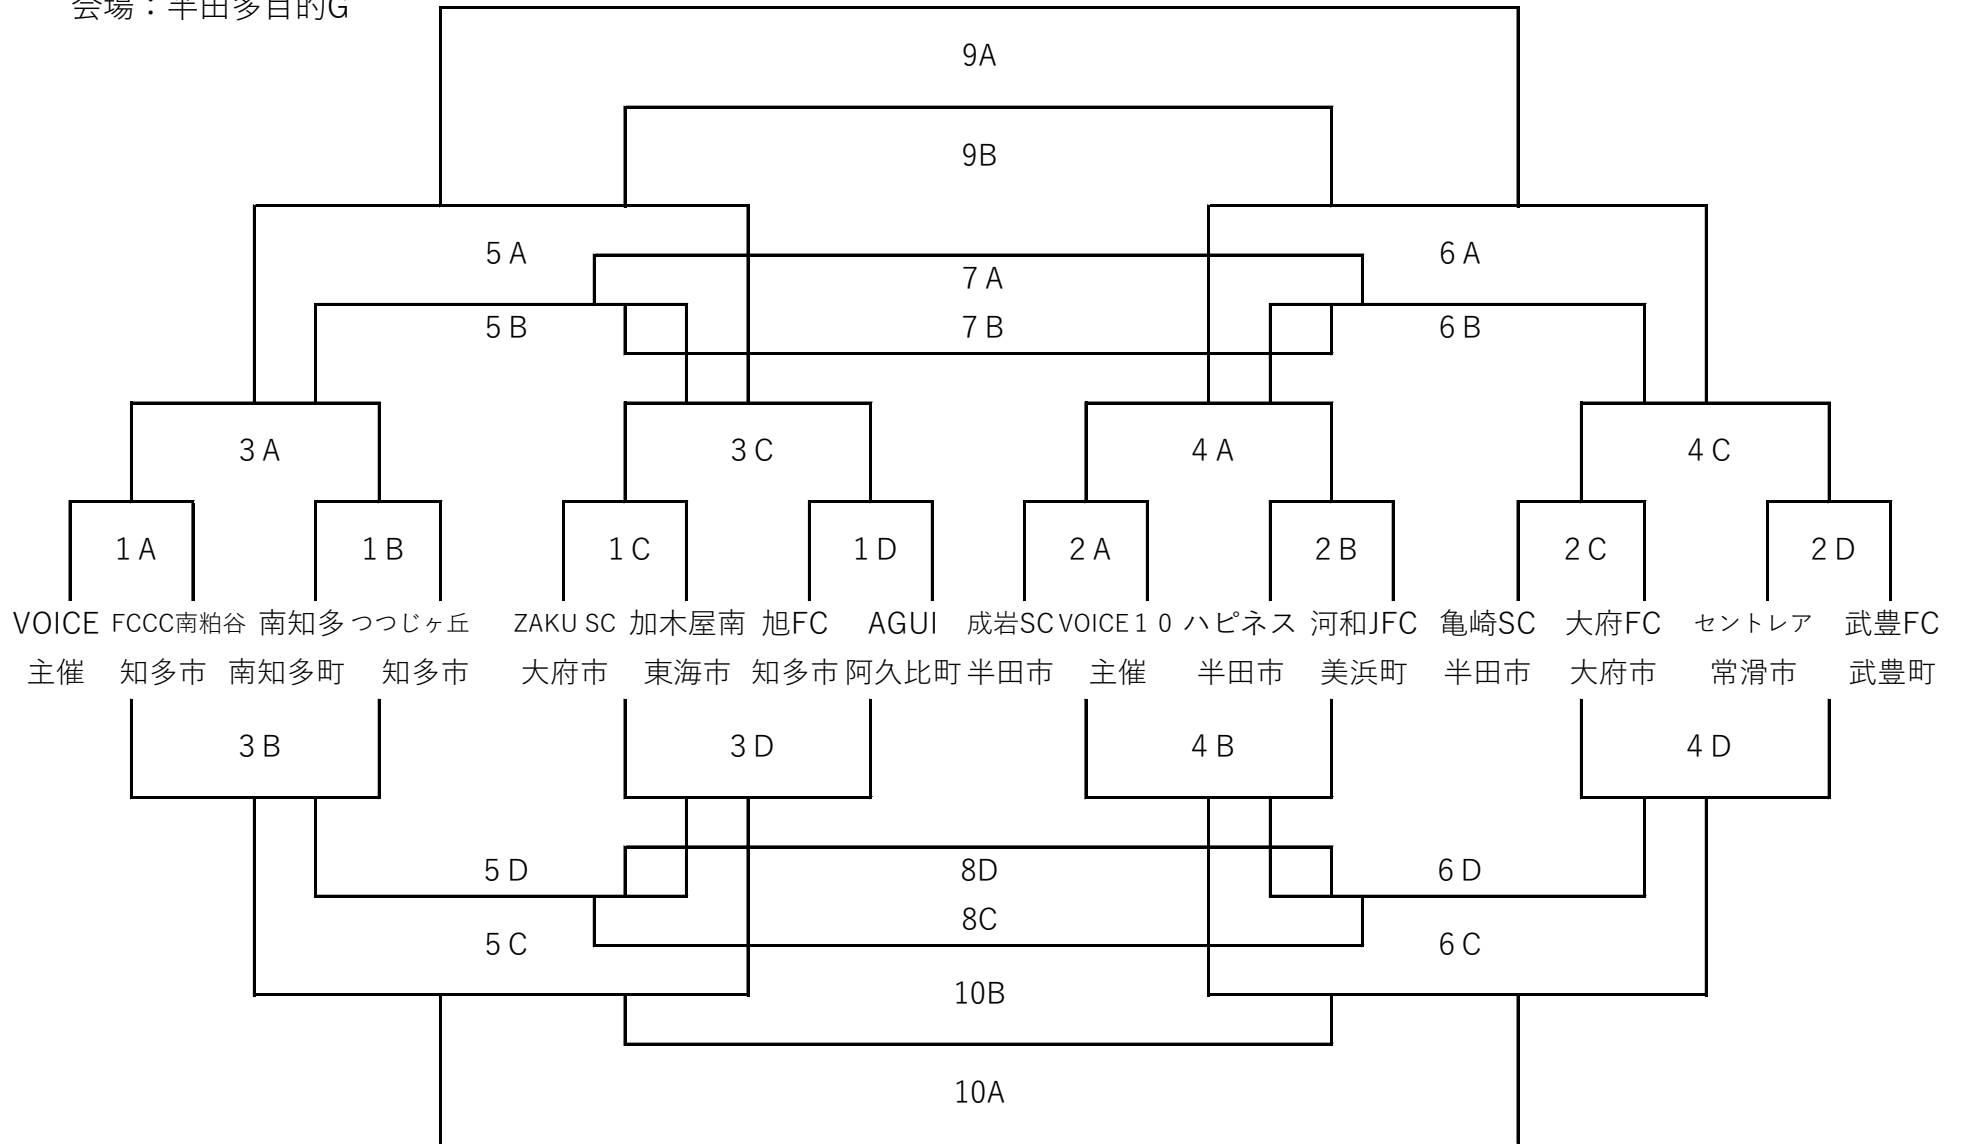 会場：半田多目的G
9A
9B
5 A 6 A
7 A
5 B 7 B 6 B
3 A 3 C 4 A 4 C
1 A 1 B 1 C 1 D 2 A 2 B 2 C 2 D
VOICE FCCC南粕谷 南知多 つつじヶ丘 ZAKU SC 加木屋南 旭FC AGUI 成岩SC VOICE１０ ハピネス 河和JFC 亀崎SC 大府FC セントレア 武豊FC
主催 知多市 南知多町 知多市 大府市 東海市 知多市 阿久比町 半田市 主催 半田市 美浜町 半田市 大府市 常滑市 武豊町
3 B 3 D 4 B 4 D
5 D 8D 6 D
8C
5 C 6 C
10B
10A